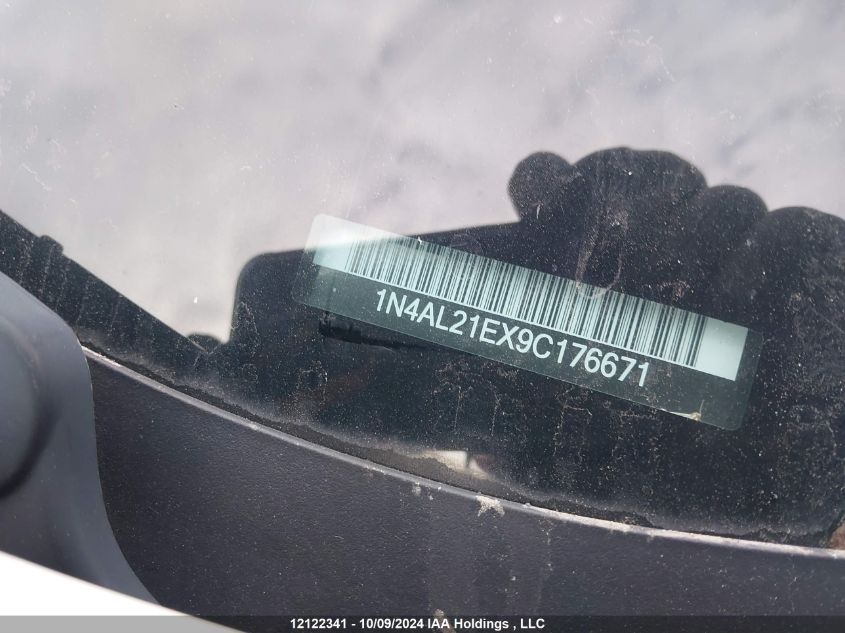 1N4AL21EX9C176671
12122341 - 10/09/2024 IAA Holdings , LLC